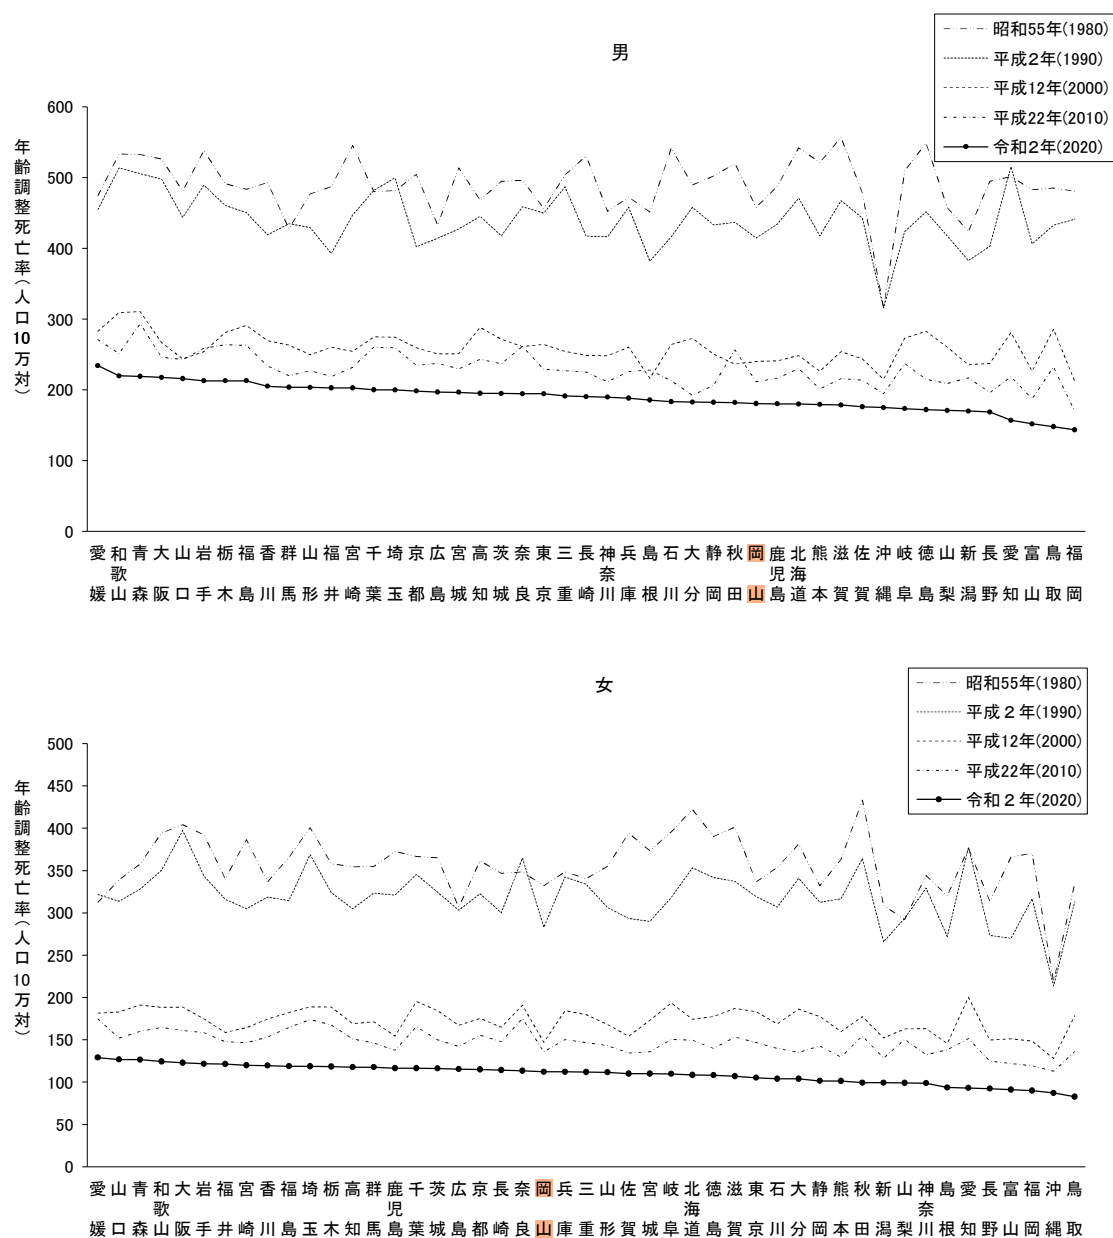 男
昭和55年(1980)
平成2年(1990)
平成12年(2000)
平成22年(2010)
令和2年(2020)
年齢調整死亡率(人口10万対)
600
500
400
300
200
100
0
愛媛
和歌山
青森
大阪
山口
岩手
栃木
福島
香川
群馬
山形
福井
宮崎
千葉
埼玉
京都
広島
宮城
高知
茨城
奈良
東京
三重
長崎
神奈川
兵庫
島根
石川
大分
静岡
秋田
岡山
鹿児島
北海道
熊本
滋賀
佐賀
沖縄
岐阜
徳島
山梨
新潟
長野
愛知
富山
鳥取
福岡
女
昭和55年(1980)
平成２年(1990)
平成12年(2000)
平成22年(2010)
令和２年(2020)
年齢調整死亡率(人口10万対)
500
450
400
350
300
250
200
150
100
50
0
愛媛
山口
青森
和歌山
大阪
岩手
福井
宮崎
香川
福島
埼玉
栃木
高知
群馬
鹿児島
千葉
茨城
広島
京都
長崎
奈良
岡山
兵庫
三重
山形
佐賀
宮城
岐阜
北海道
徳島
滋賀
東京
石川
大分
静岡
熊本
秋田
新潟
山梨
神奈川
島根
愛知
長野
富山
福岡
沖縄
鳥取